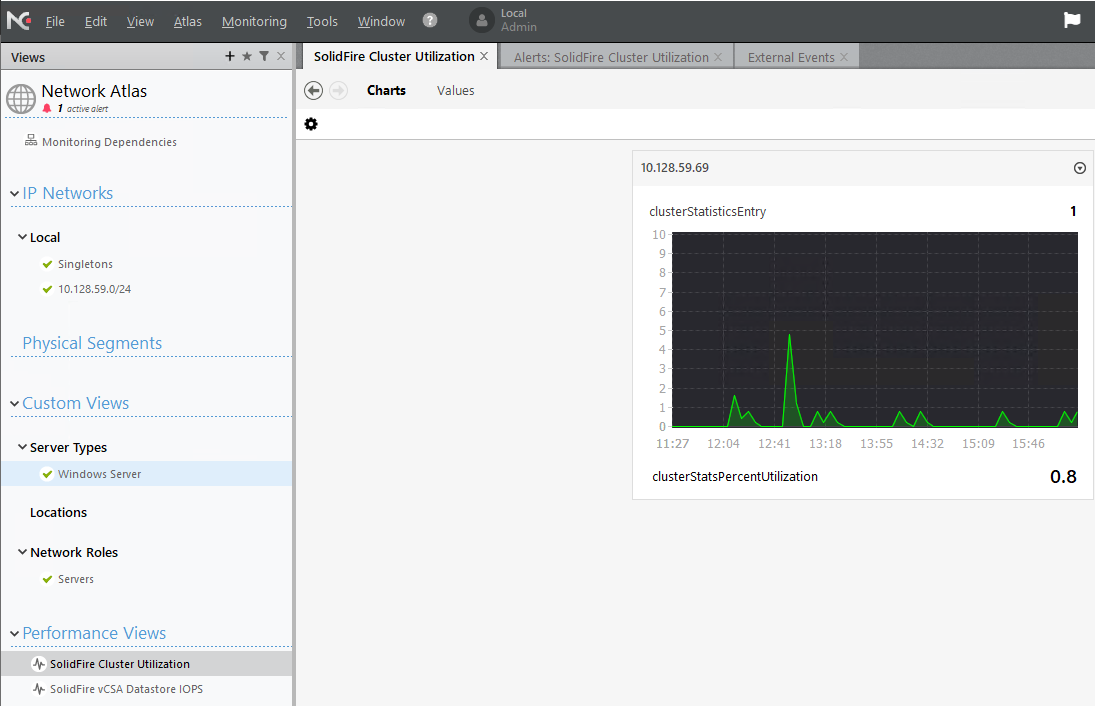 NC File Edit View Atlas Monitoring Tools Window ? Local
Admin
Views
SolidFire Cluster Utilization
Alerts: SolidFire Cluster Utilization
External Events
Network Atlas
1 active alert
Charts Values
Monitoring Dependencies
IP Networks
Local
Singletons
10.128.59.0/24
Physical Segments
Custom Views
Server Types
Windows Server
Locations
Network Roles
Servers
Performance Views
SolidFire Cluster Utilization
SolidFire vCSA Datastore IOPS
10.128.59.69
clusterStatisticsEntry 1
10
9
8
7
6
5
4
3
2
1
0
11:27 12:04 12:41 13:18 13:55 14:32 15:09 15:46
clusterStatsPercentUtilization 0.8